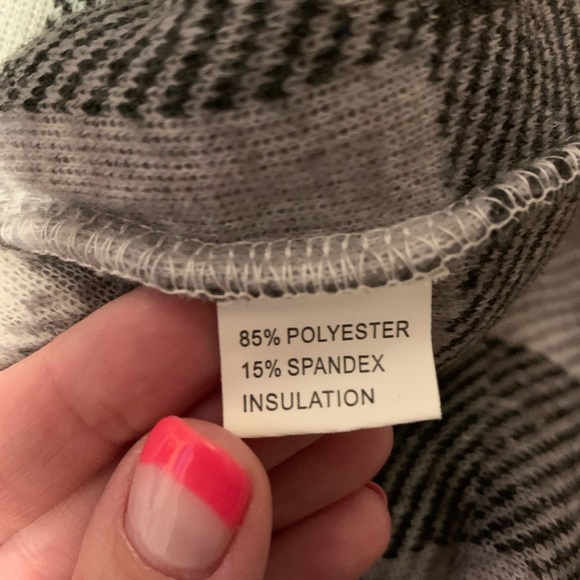 85% POLYESTER
15% SPANDEX
INSULATION